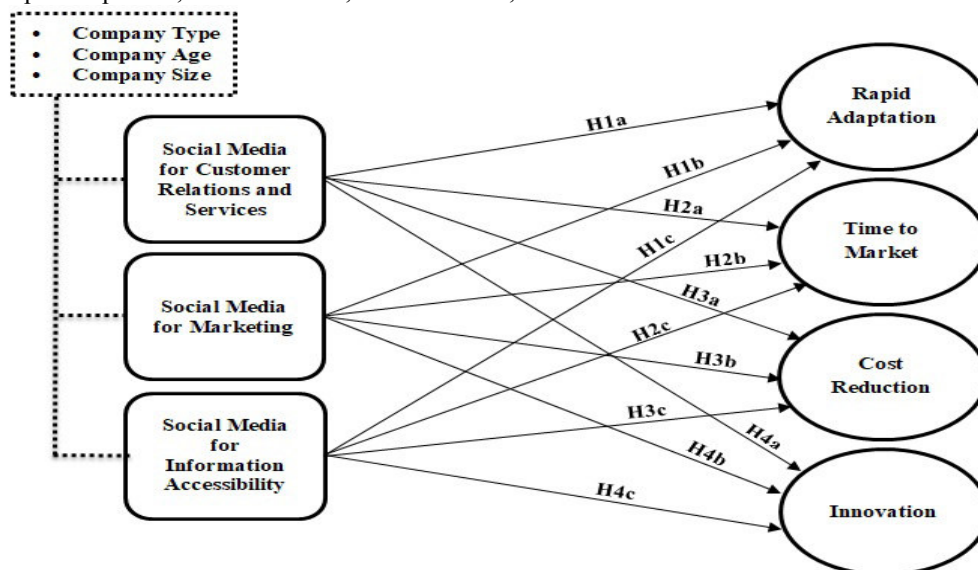 • Company Type
• Company Age
• Company Size
Social Media
for Customer
Relations and
Services
Social Media
for Marketing
Social Media
for
Information
Accessibility
H1a
H1b
H1c
H2a
H2b
H2c
H3a
H3b
H3c
H4a
H4b
H4c
Rapid
Adaptation
Time to
Market
Cost
Reduction
Innovation